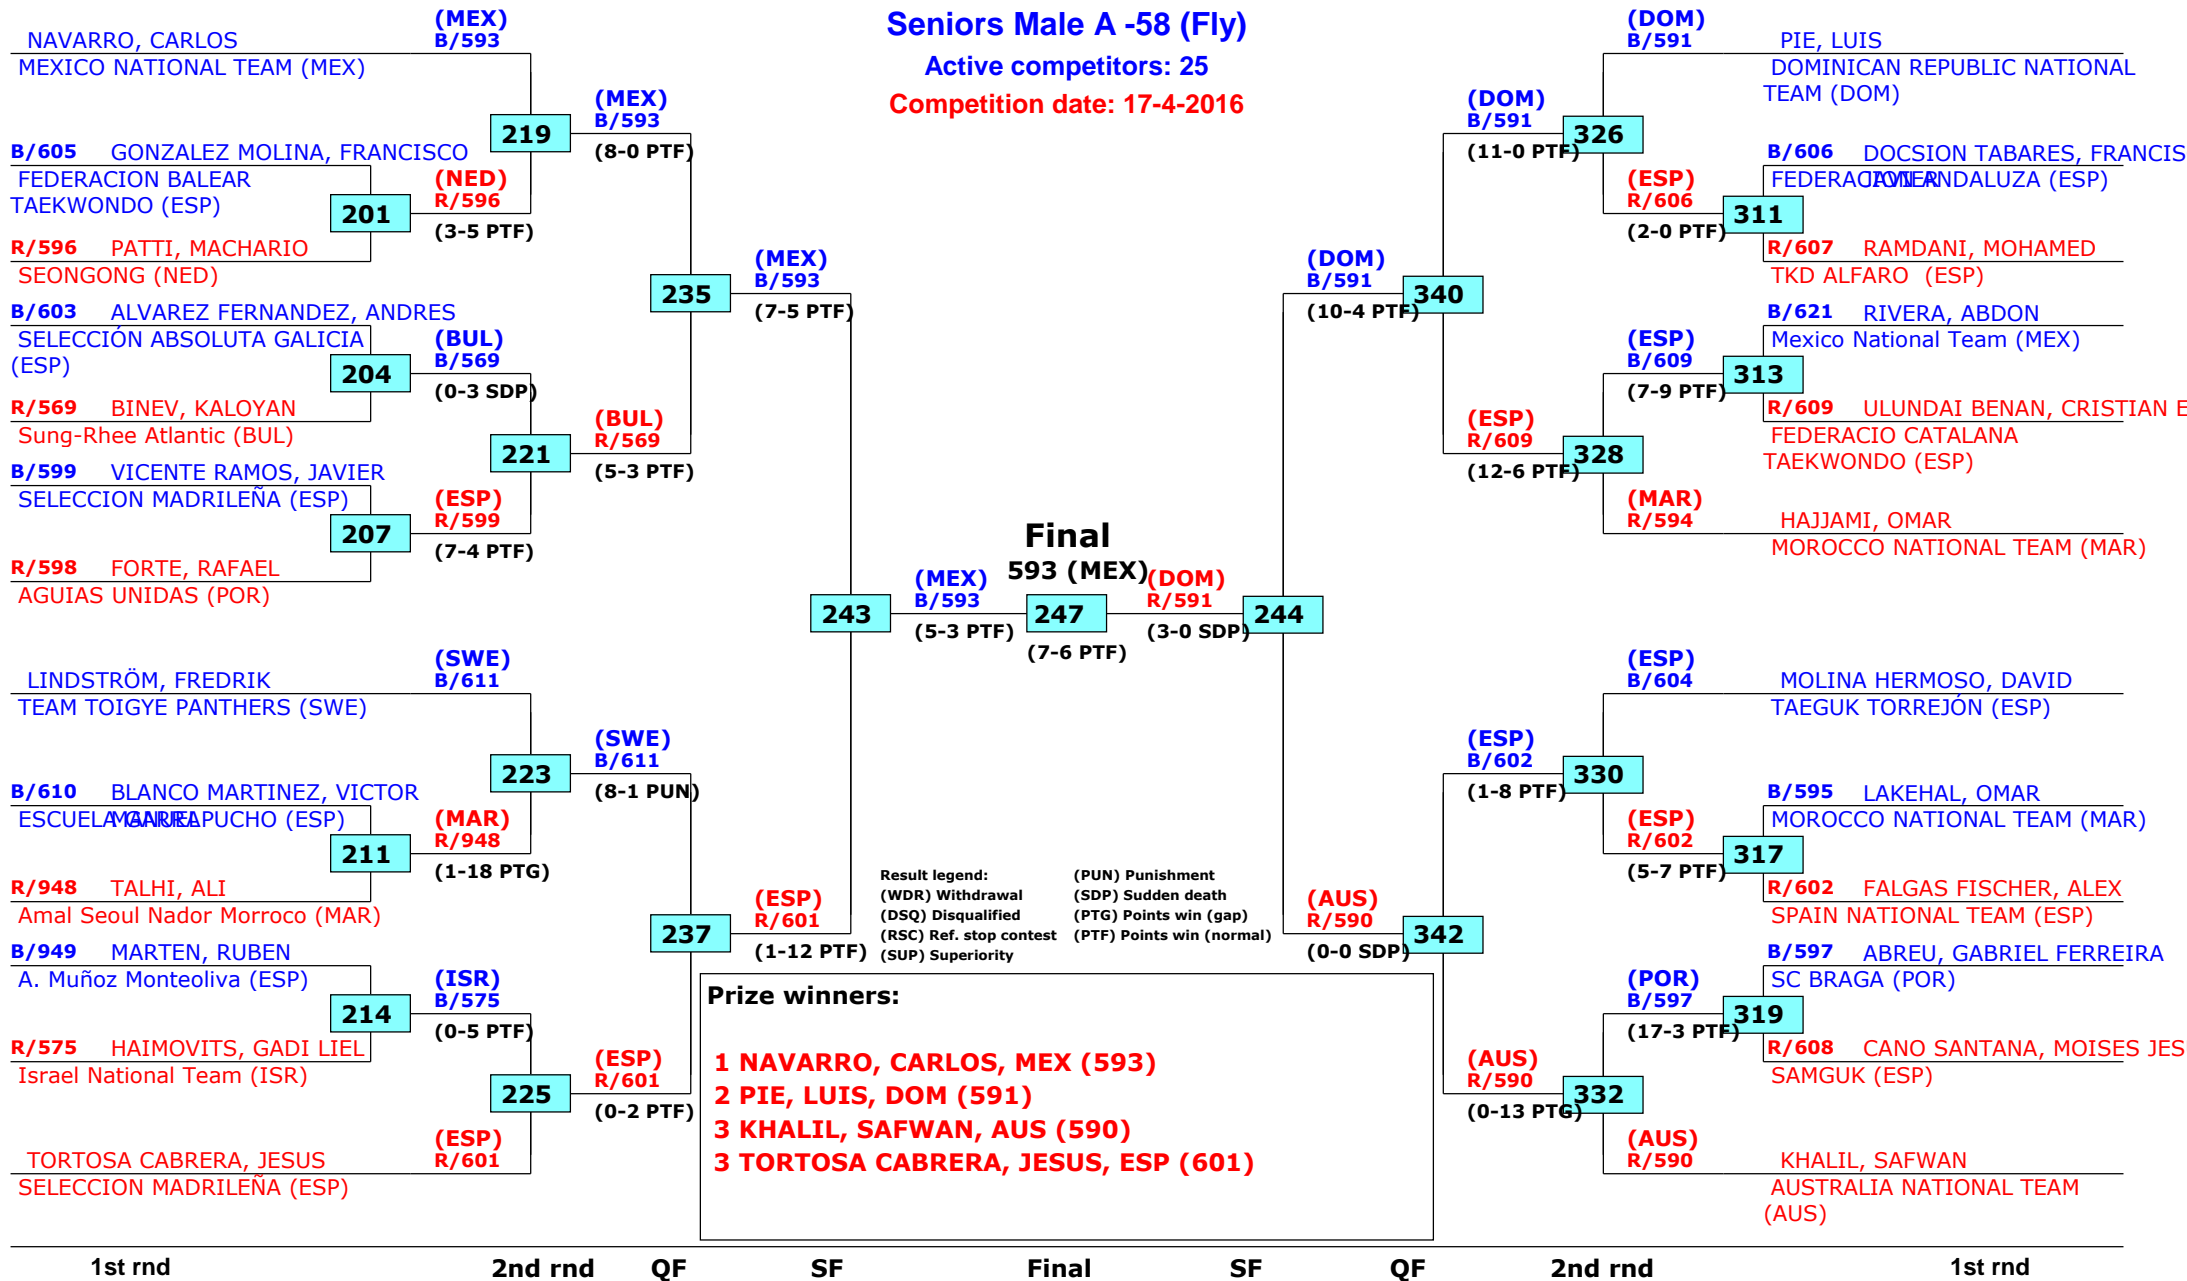 Seniors Male A -58 (Fly)
Active competitors: 25
Competition date: 17-4-2016
NAVARRO, CARLOS
MEXICO NATIONAL TEAM (MEX)
(MEX)
B/593
B/605 GONZALEZ MOLINA, FRANCISCO
FEDERACION BALEAR
TAEKWONDO (ESP)
201
R/596 PATTI, MACHARIO
SEONGONG (NED)
(NED)
R/596
(3-5 PTF)
219
(MEX)
B/593
(8-0 PTF)
B/603 ALVAREZ FERNANDEZ, ANDRES
SELECCIÓN ABSOLUTA GALICIA
(ESP)
204
R/569 BINEV, KALOYAN
Sung-Rhee Atlantic (BUL)
(BUL)
B/569
(0-3 SDP)
B/599 VICENTE RAMOS, JAVIER
SELECCION MADRILEÑA (ESP)
207
R/598 FORTE, RAFAEL
AGUIAS UNIDAS (POR)
(ESP)
R/599
(7-4 PTF)
221
(BUL)
R/569
(5-3 PTF)
235
(MEX)
B/593
(7-5 PTF)
LINDSTRÖM, FREDRIK
TEAM TOIGYE PANTHERS (SWE)
(SWE)
B/611
B/610 BLANCO MARTINEZ, VICTOR
MANUEL
ESCUELA GARRAPUCHO (ESP)
211
R/948 TALHI, ALI
Amal Seoul Nador Morroco (MAR)
(MAR)
R/948
(1-18 PTG)
223
(SWE)
B/611
(8-1 PUN)
B/949 MARTEN, RUBEN
A. Muñoz Monteoliva (ESP)
214
R/575 HAIMOVITS, GADI LIEL
Israel National Team (ISR)
(ISR)
B/575
(0-5 PTF)
TORTOSA CABRERA, JESUS
SELECCION MADRILEÑA (ESP)
(ESP)
R/601
225
(ESP)
R/601
(0-2 PTF)
237
(ESP)
R/601
(1-12 PTF)
243
(MEX)
B/593
(5-3 PTF)
Final
593 (MEX)
247
(7-6 PTF)
(DOM)
R/591
(3-0 SDP)
244
(DOM)
B/591
(10-4 PTF)
340
(DOM)
B/591
(11-0 PTF)
326
(DOM)
B/591
PIE, LUIS
DOMINICAN REPUBLIC NATIONAL
TEAM (DOM)
(ESP)
R/606
(2-0 PTF)
311
B/606 DOCSION TABARES, FRANCIS
JAVIER
FEDERACION ANDALUZA (ESP)
R/607 RAMDANI, MOHAMED
TKD ALFARO (ESP)
(ESP)
R/609
(12-6 PTF)
328
(ESP)
B/609
(7-9 PTF)
313
B/621 RIVERA, ABDON
Mexico National Team (MEX)
R/609 ULUNDAI BENAN, CRISTIAN E
FEDERACIO CATALANA
TAEKWONDO (ESP)
(MAR)
R/594
HAJJAMI, OMAR
MOROCCO NATIONAL TEAM (MAR)
(AUS)
R/590
(0-0 SDP)
342
(ESP)
B/602
(1-8 PTF)
330
(ESP)
B/604
MOLINA HERMOSO, DAVID
TAEGUK TORREJÓN (ESP)
(ESP)
R/602
(5-7 PTF)
317
B/595 LAKEHAL, OMAR
MOROCCO NATIONAL TEAM (MAR)
R/602 FALGAS FISCHER, ALEX
SPAIN NATIONAL TEAM (ESP)
(AUS)
R/590
(0-13 PTG)
332
(POR)
B/597
(17-3 PTF)
319
B/597 ABREU, GABRIEL FERREIRA
SC BRAGA (POR)
R/608 CANO SANTANA, MOISES JES
SAMGUK (ESP)
(AUS)
R/590
KHALIL, SAFWAN
AUSTRALIA NATIONAL TEAM
(AUS)
Result legend: (PUN) Punishment
(WDR) Withdrawal (SDP) Sudden death
(DSQ) Disqualified (PTG) Points win (gap)
(RSC) Ref. stop contest (PTF) Points win (normal)
(SUP) Superiority
Prize winners:
1 NAVARRO, CARLOS, MEX (593)
2 PIE, LUIS, DOM (591)
3 KHALIL, SAFWAN, AUS (590)
3 TORTOSA CABRERA, JESUS, ESP (601)
1st rnd 2nd rnd QF SF Final SF QF 2nd rnd 1st rnd